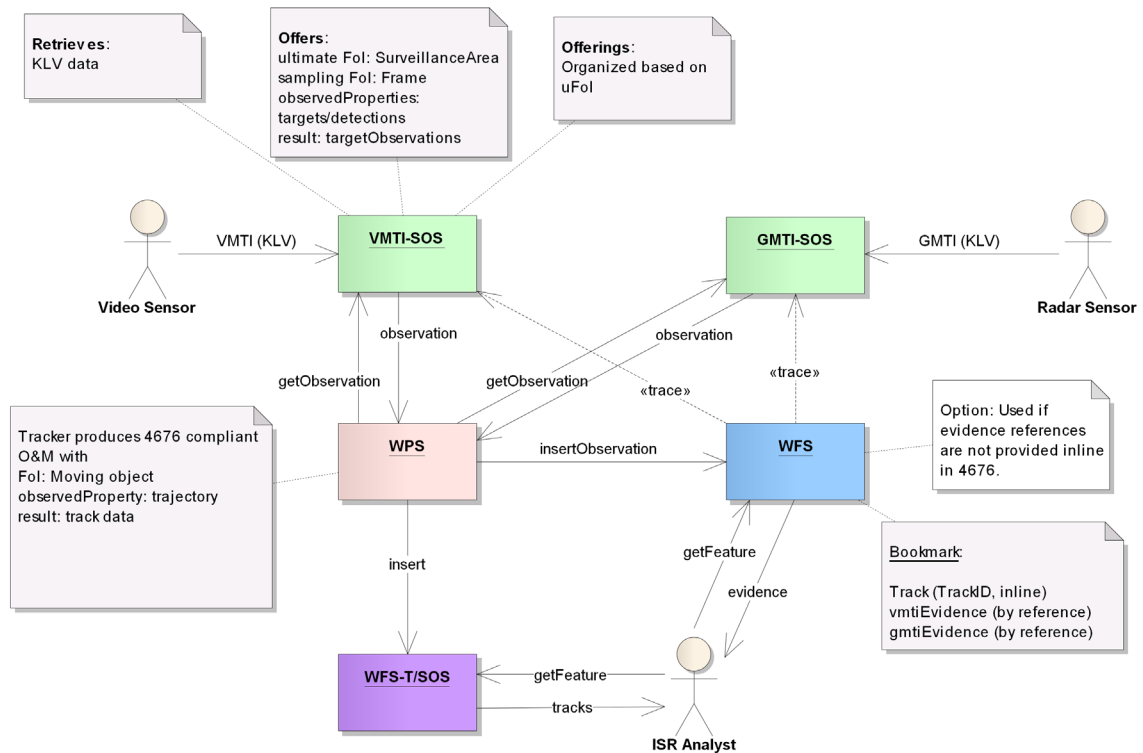 Retrieves:
KLV data
Offers:
ultimate FoI: SurveillanceArea
sampling FoI: Frame
observedProperties:
targets/detections
result: targetObservations
Offerings:
Organized based on
uFoI
VMTI (KLV)
Video Sensor
VMTI-SOS
GMTI-SOS
GMTI (KLV)
Radar Sensor
observation
getObservation
getObservation
observation
«trace»
«trace»
Tracker produces 4676 compliant
O&M with
FoI: Moving object
observedProperty: trajectory
result: track data
WPS
insertObservation
WFS
Option: Used if
evidence references
are not provided inline
in 4676.
Bookmark:
Track (TrackID, inline)
vmtiEvidence (by reference)
gmtiEvidence (by reference)
insert
getFeature
evidence
WFS-T/SOS
getFeature
tracks
ISR Analyst